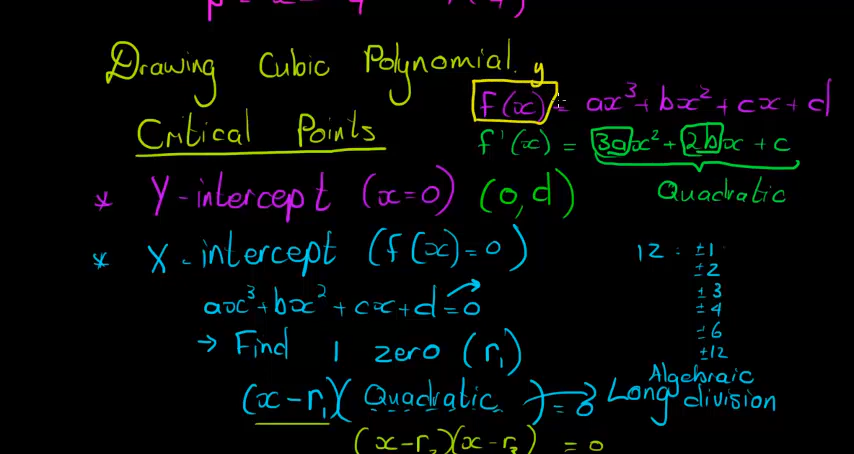 Drawing Cubic Polynomial. y
f(x) = ax³ + bx² + cx + d
Critical Points
f'(x) = 3ax² + 2bx + c
Quadratic
* Y-intercept (x=0) (0,d)
* X-intercept (f(x)=0)
12 : ±1
±2
±3
±4
±6
±12
ax³+bx²+cx+d=0
→ Find 1 zero (r₁)
(x-r₁)(Quadratic)=0
Algebraic
Long division
(x-r₂)(x-r₃) = 0